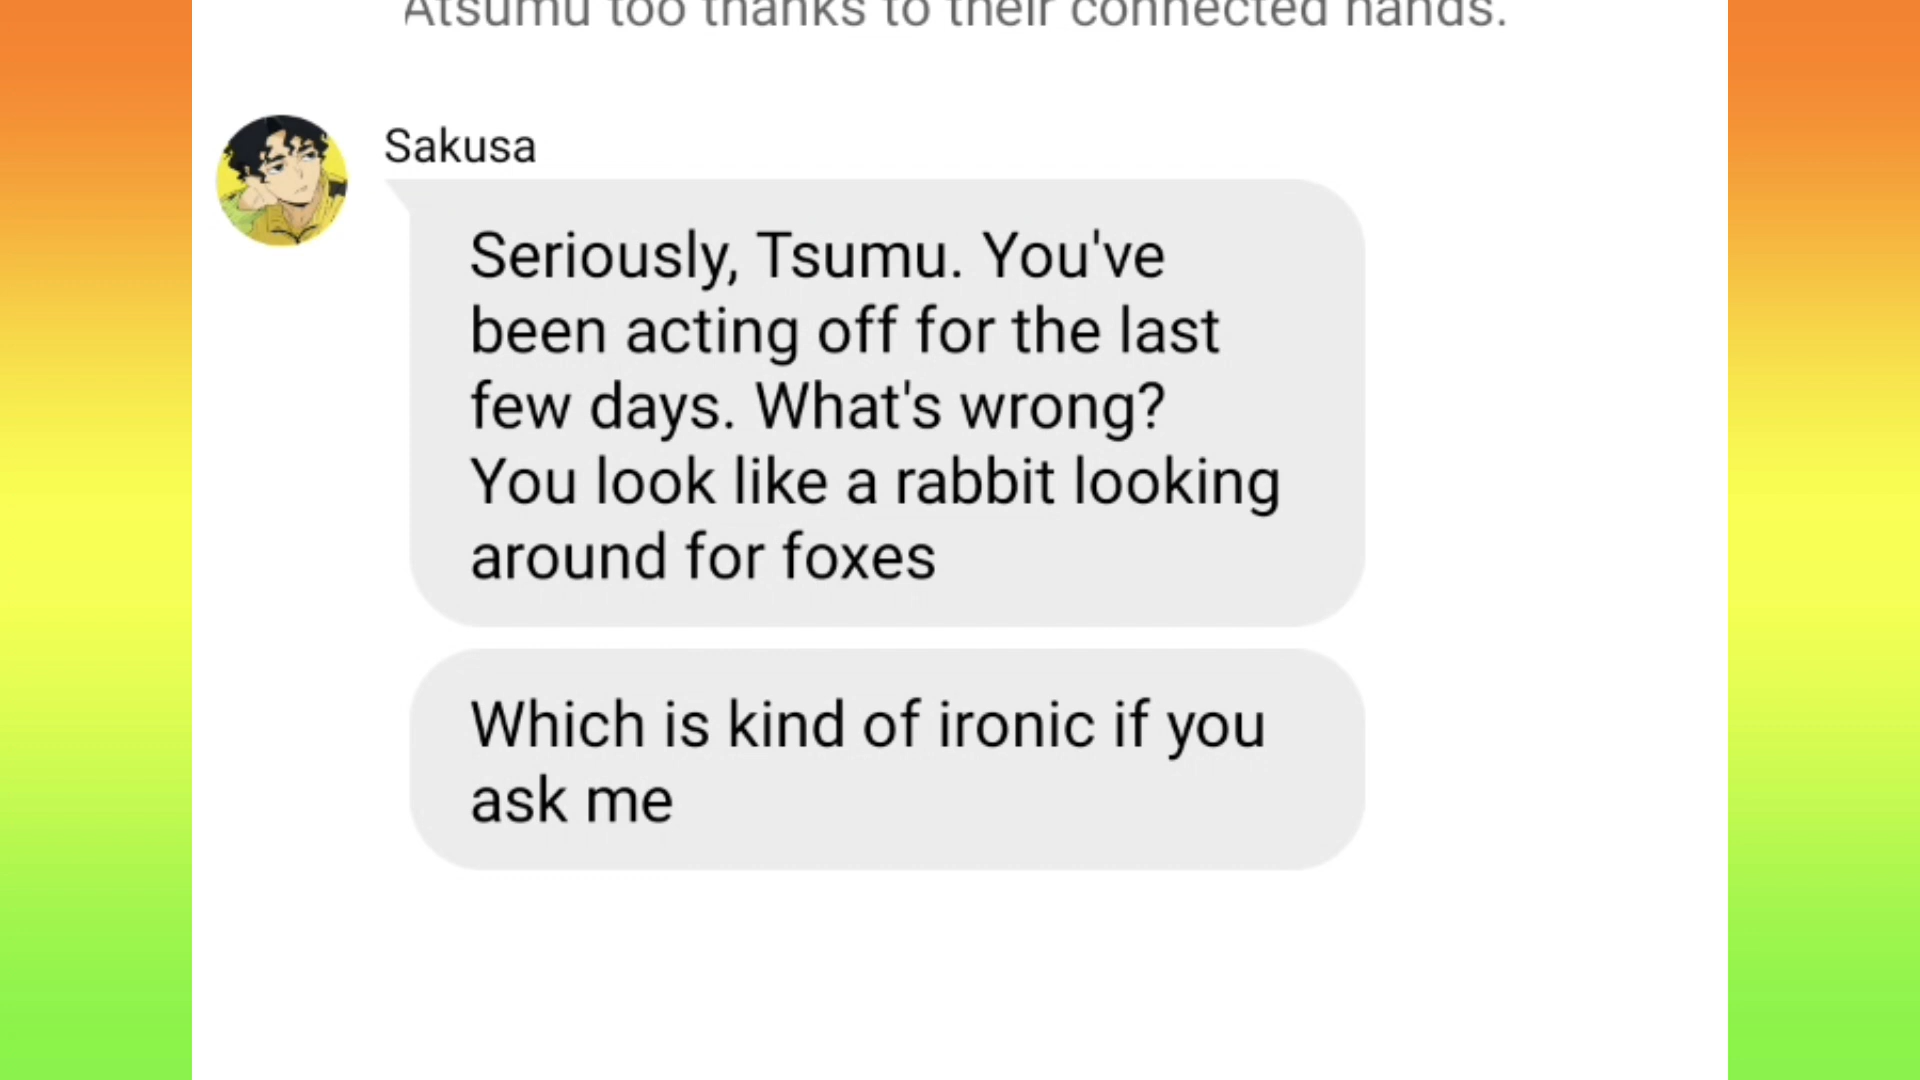 Atsumu too thanks to their connected hands.
Sakusa
Seriously, Tsumu. You've
been acting off for the last
few days. What's wrong?
You look like a rabbit looking
around for foxes
Which is kind of ironic if you
ask me